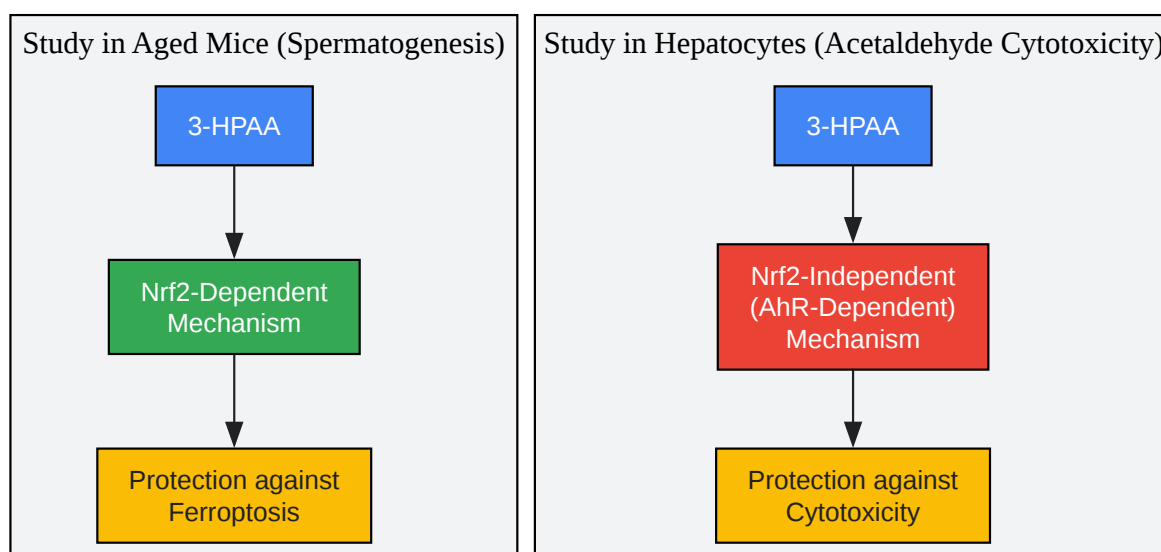 Study in Aged Mice (Spermatogenesis)
3-HPAA
Nrf2-Dependent
Mechanism
Protection against
Ferroptosis
Study in Hepatocytes (Acetaldehyde Cytotoxicity)
3-HPAA
Nrf2-Independent
(AhR-Dependent)
Mechanism
Protection against
Cytotoxicity